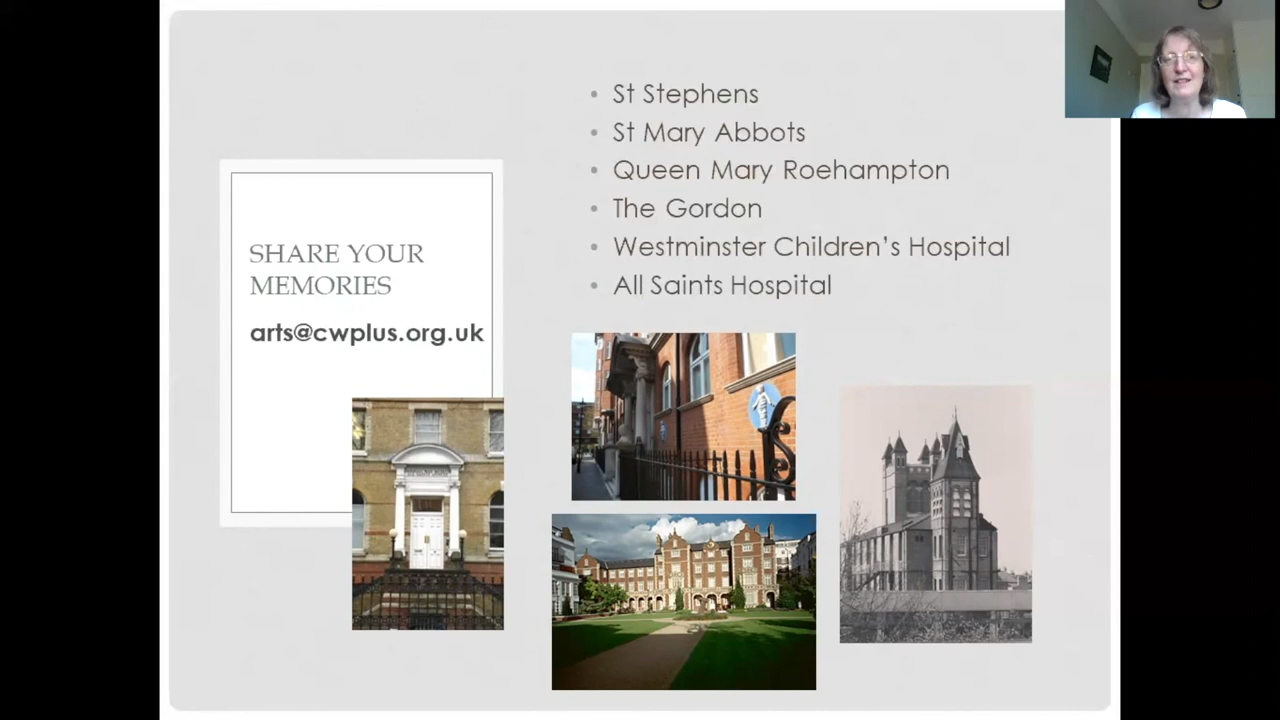 St Stephens
St Mary Abbots
Queen Mary Roehampton
The Gordon
Westminster Children’s Hospital
All Saints Hospital
SHARE YOUR
MEMORIES
arts@cwplus.org.uk